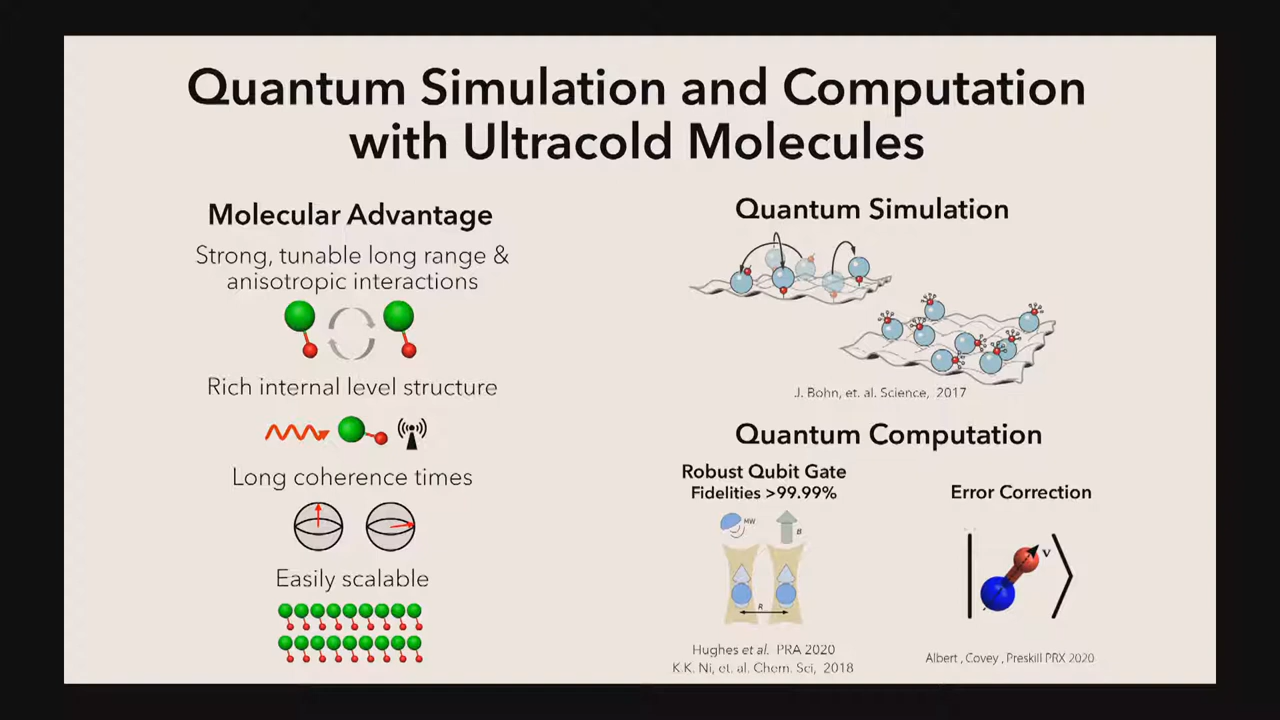 Quantum Simulation and Computation
with Ultracold Molecules
Molecular Advantage
Strong, tunable long range &
anisotropic interactions
Rich internal level structure
Long coherence times
Easily scalable
Quantum Simulation
J. Bohn, et. al. Science, 2017
Quantum Computation
Robust Qubit Gate
Fidelities >99.99%
MW
B
R
Hughes et al. PRA 2020
K.K. Ni, et. al. Chem. Sci, 2018
Error Correction
v
Albert , Covey , Preskill PRX 2020